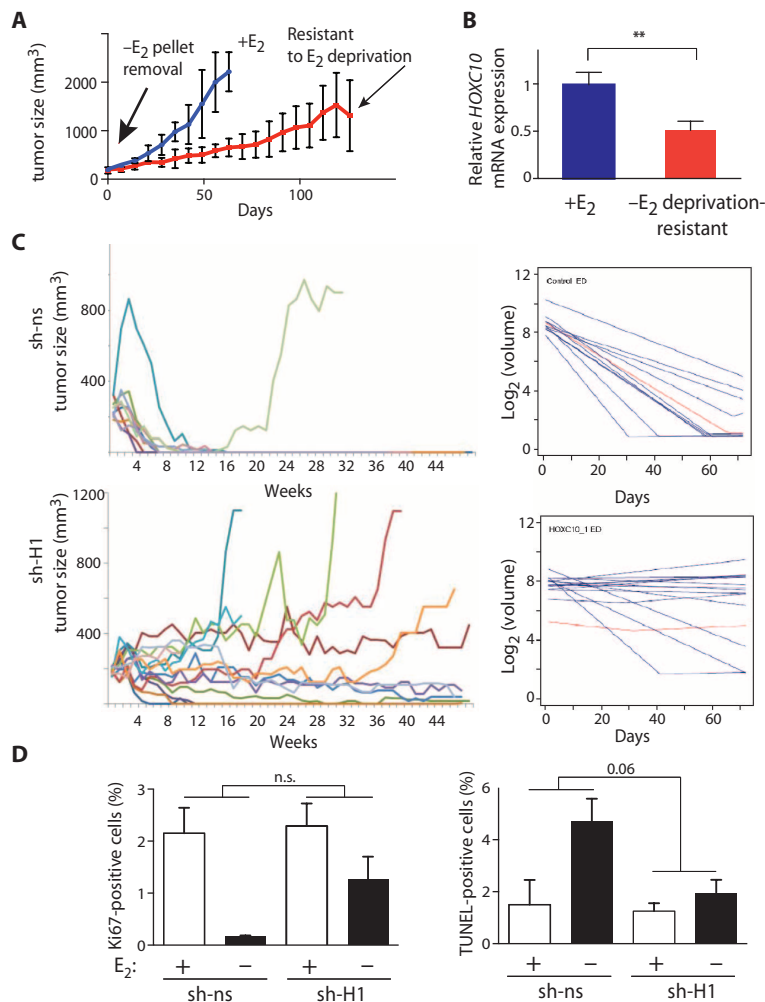 A
–E2 pellet
removal
+E2
Resistant
to E2 deprivation
tumor size (mm3)
2000
1000
0
0
50
100
Days
B
**
Relative HOXC10
mRNA expression
1
0.5
+E2
–E2 deprivation-
resistant
C
sh-ns
tumor size (mm3)
800
400
4 8 12 16 20 24 28 32 36 40 44
Weeks
Control ED
Log2 (volume)
12
8
4
0
0 20 40 60
Days
sh-H1
tumor size (mm3)
1200
800
400
4 8 12 16 20 24 28 32 36 40 44
Weeks
HOXC10_1 ED
Log2 (volume)
12
8
4
0
0 20 40 60
Days
D
n.s.
Ki67-positive cells (%)
3
2
1
0
E2: + – + –
sh-ns sh-H1
0.06
TUNEL-positive cells (%)
6
4
2
0
+ – + –
sh-ns sh-H1